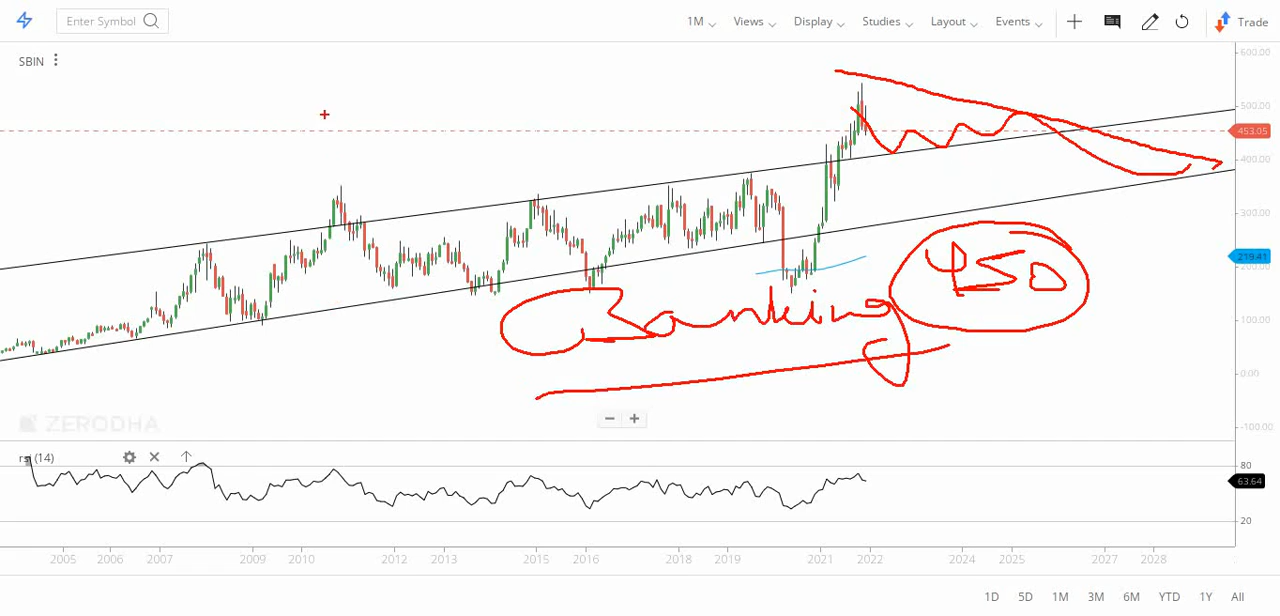 Enter Symbol 1M Views Display Studies Layout Events Trade
SBIN
600.00
500.00
453.05
400.00
300.00
219.41
200.00
100.00
0.00
-100.00
Banking
ZERODHA
rsi (14)
80
63.64
20
2005 2006 2007 2009 2010 2012 2013 2015 2016 2018 2019 2021 2022 2024 2025 2027 2028
1D 5D 1M 3M 6M YTD 1Y All